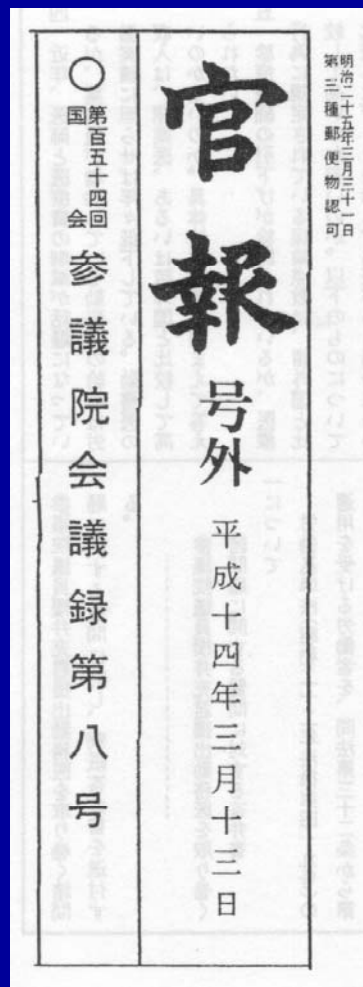 明治二十五年三月三十一日
第三種郵便物認可
官報
号外
平成十四年三月十三日
○第百五十四回国会参議院会議録第八号